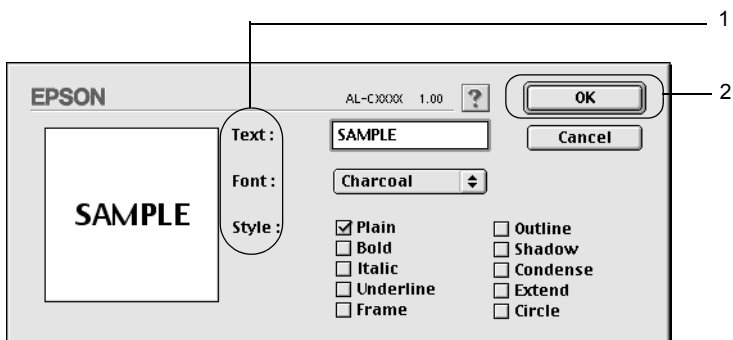 1
EPSON
AL-CXXXX 1.00 ?
OK
2
Text :
SAMPLE
Cancel
Font :
Charcoal
SAMPLE
Style :
Plain
Outline
Bold
Shadow
Italic
Condense
Underline
Extend
Frame
Circle